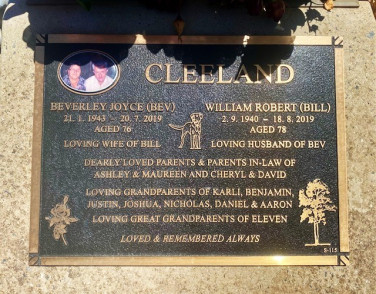 CLEELAND
BEVERLEY JOYCE (BEV)
21. 1. 1943 ~ 20. 7. 2019
AGED 76
LOVING WIFE OF BILL
WILLIAM ROBERT (BILL)
2. 9. 1940 ~ 18. 8. 2019
AGED 78
LOVING HUSBAND OF BEV
DEARLY LOVED PARENTS & PARENTS IN-LAW OF
ASHLEY & MAUREEN AND CHERYL & DAVID
LOVING GRANDPARENTS OF KARLI, BENJAMIN,
JUSTIN, JOSHUA, NICHOLAS, DANIEL & AARON
LOVING GREAT GRANDPARENTS OF ELEVEN
LOVED & REMEMBERED ALWAYS
S-115